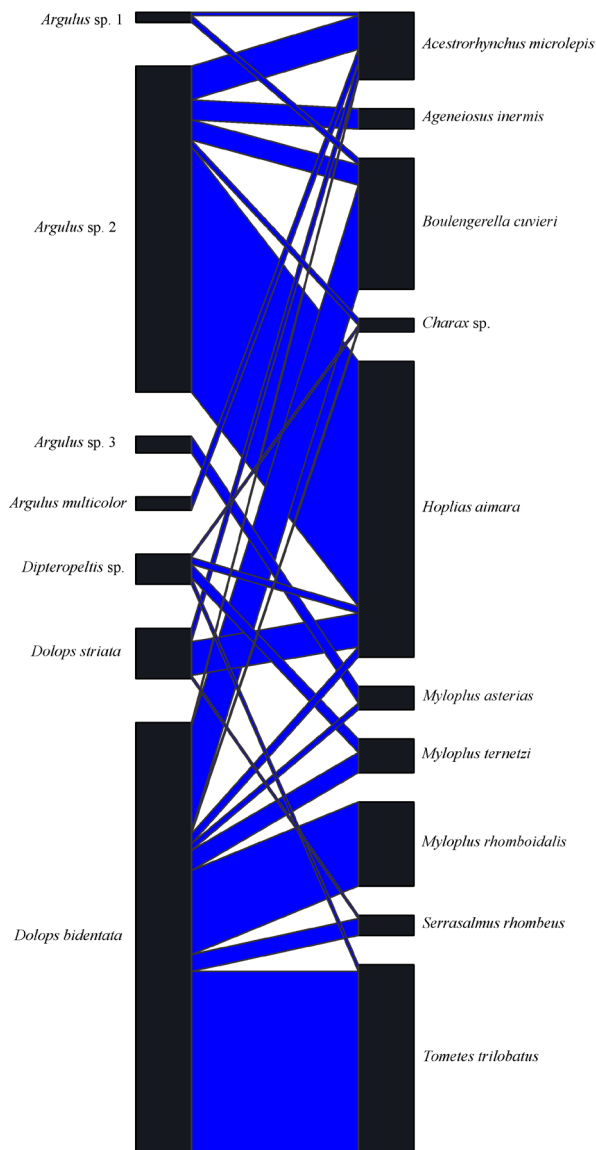 Argulus sp. 1
Argulus sp. 2
Argulus sp. 3
Argulus multicolor
Dipteropeltis sp.
Dolops striata
Dolops bidentata
Acestrorhynchus microlepis
Ageneiosus inermis
Boulengerella cuvieri
Charax sp.
Hoplias aimara
Myloplus asterias
Myloplus ternetzi
Myloplus rhomboidalis
Serrasalmus rhombeus
Tometes trilobatus